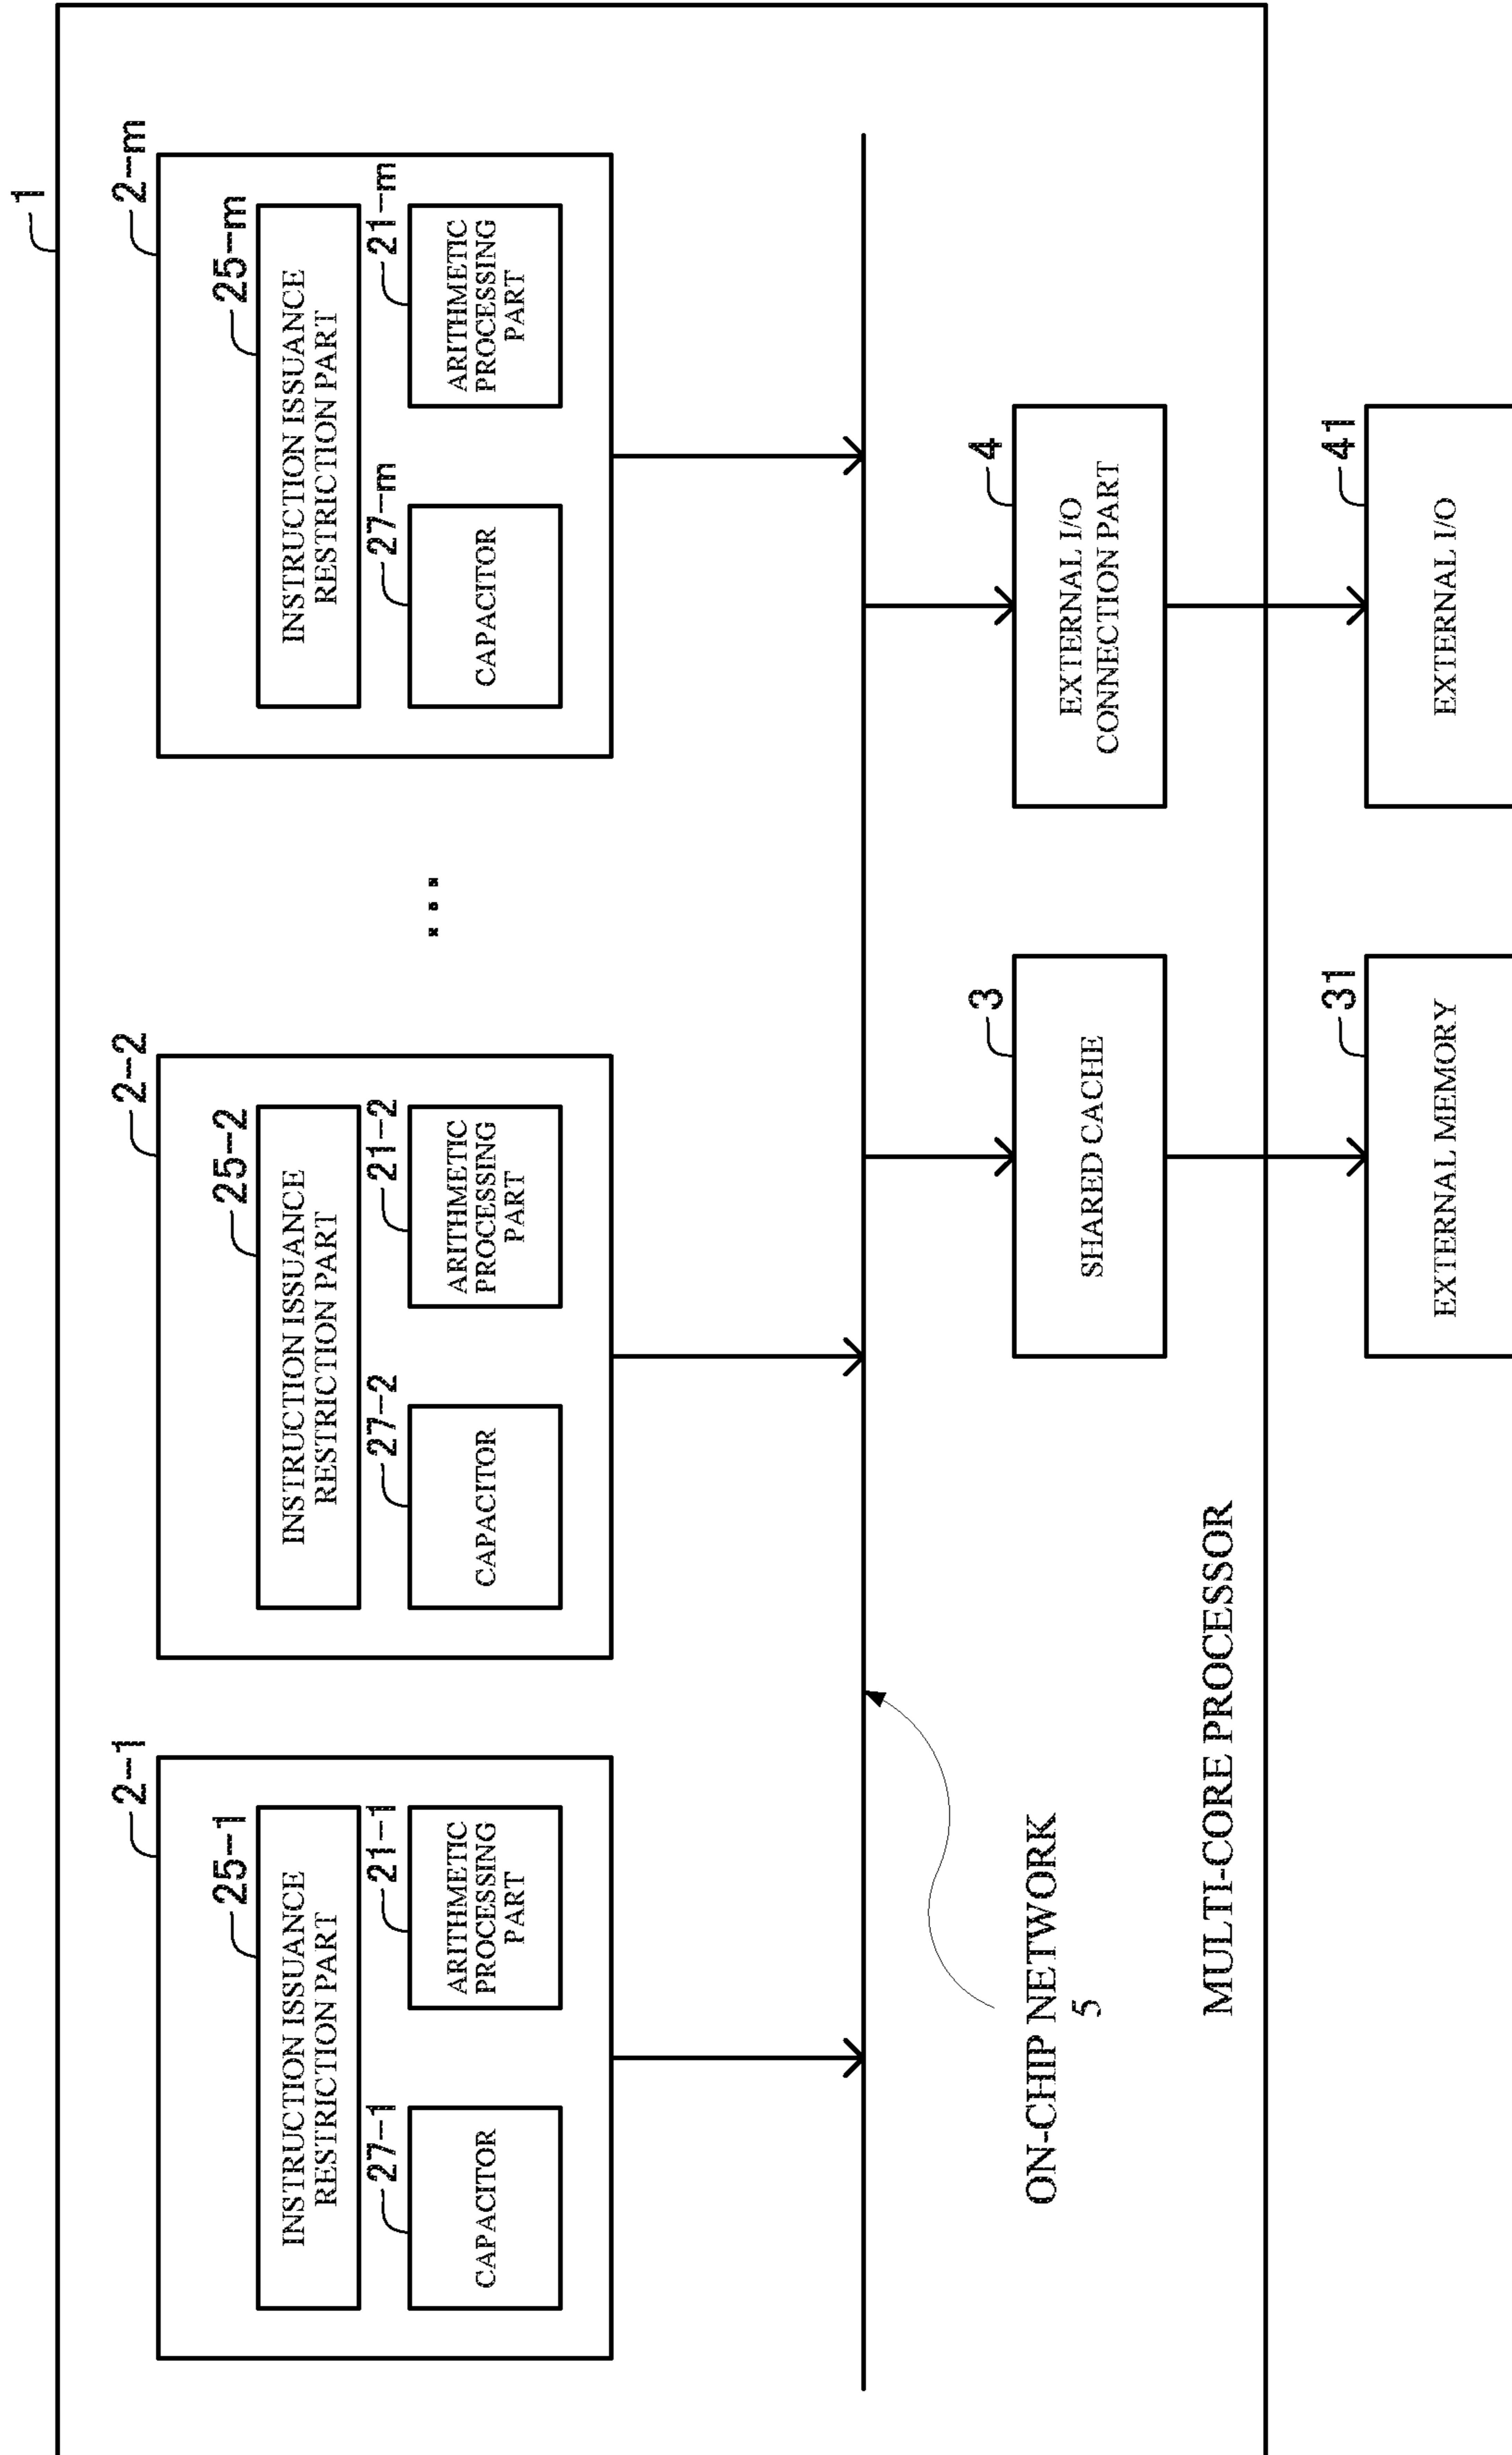 1
2-1
25-1
INSTRUCTION ISSUANCE
RESTRICTION PART
27-1
CAPACITOR
21-1
ARITHMETIC
PROCESSING
PART
2-2
25-2
INSTRUCTION ISSUANCE
RESTRICTION PART
27-2
CAPACITOR
21-2
ARITHMETIC
PROCESSING
PART
...
2-m
25-m
INSTRUCTION ISSUANCE
RESTRICTION PART
27-m
CAPACITOR
21-m
ARITHMETIC
PROCESSING
PART
ON-CHIP NETWORK
5
3
SHARED CACHE
4
EXTERNAL I/O
CONNECTION PART
MULTI-CORE PROCESSOR
31
EXTERNAL MEMORY
41
EXTERNAL I/O